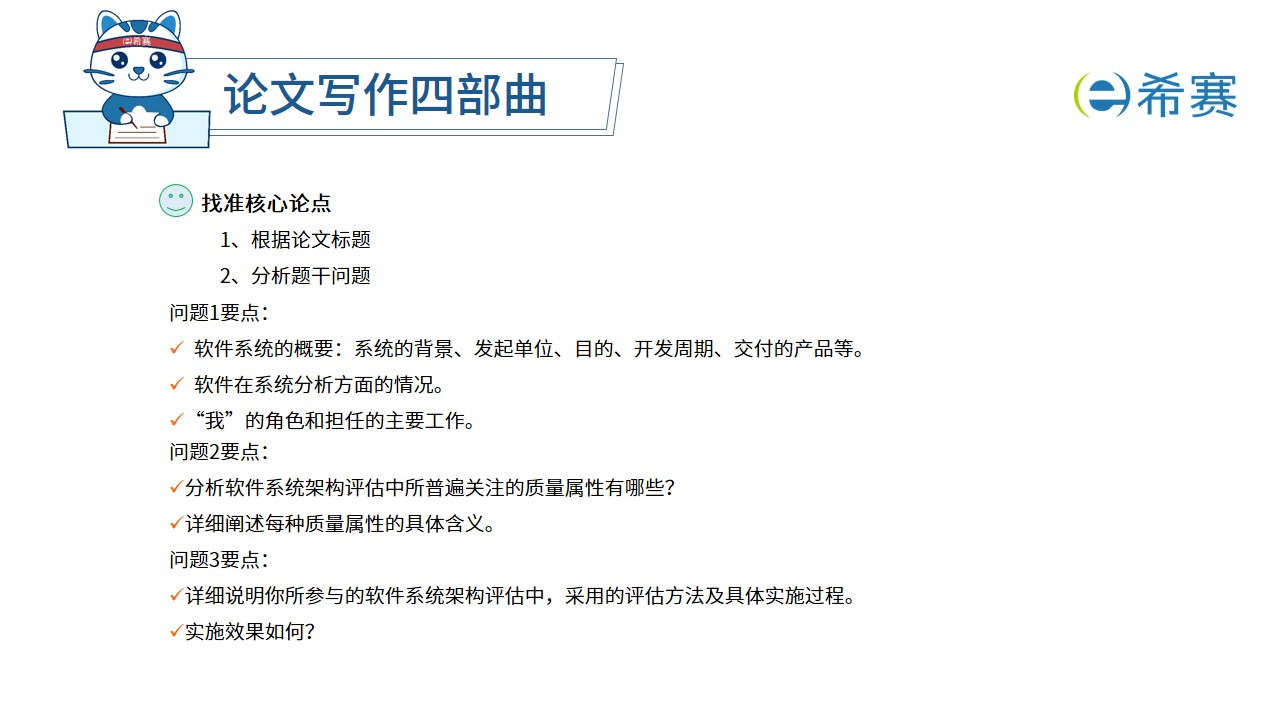 希赛
论文写作四部曲
希赛
找准核心论点
1、根据论文标题
2、分析题干问题
问题1要点：
✓ 软件系统的概要：系统的背景、发起单位、目的、开发周期、交付的产品等。
✓ 软件在系统分析方面的情况。
✓ “我”的角色和担任的主要工作。
问题2要点：
✓分析软件系统架构评估中所普遍关注的质量属性有哪些？
✓详细阐述每种质量属性的具体含义。
问题3要点：
✓详细说明你所参与的软件系统架构评估中，采用的评估方法及具体实施过程。
✓实施效果如何？